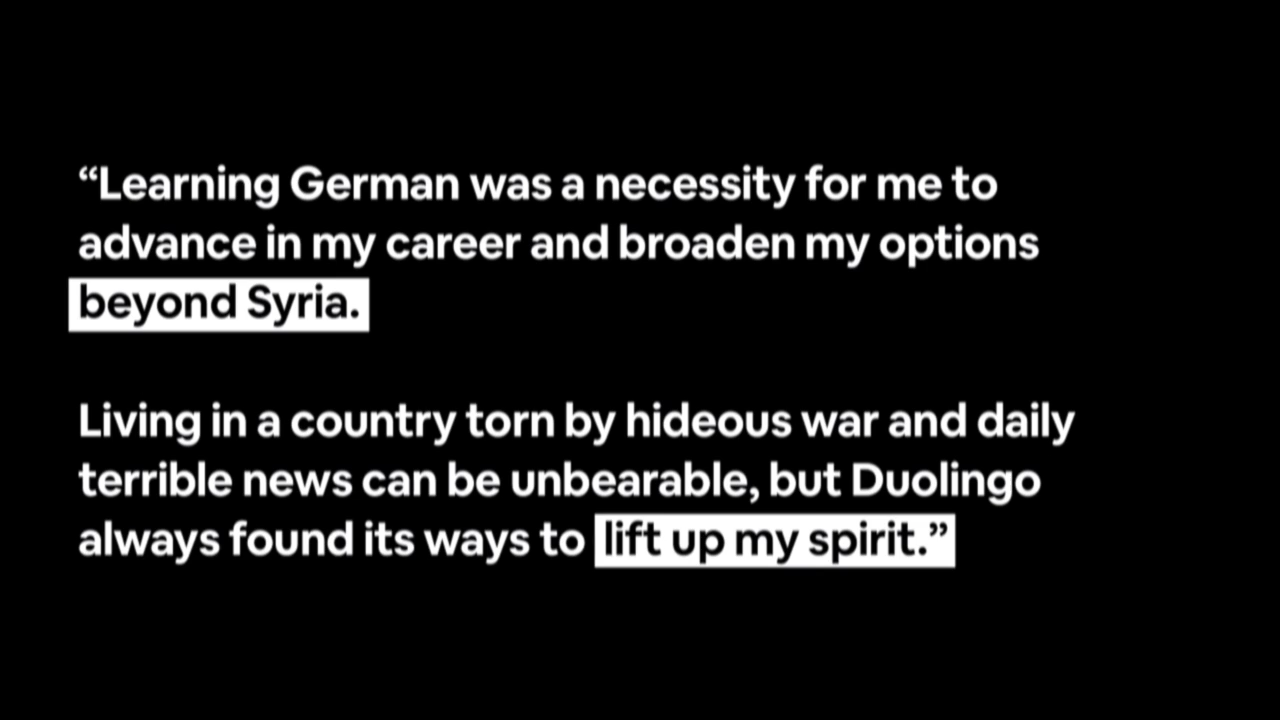 “Learning German was a necessity for me to
advance in my career and broaden my options
beyond Syria.
Living in a country torn by hideous war and daily
terrible news can be unbearable, but Duolingo
always found its ways to lift up my spirit.”